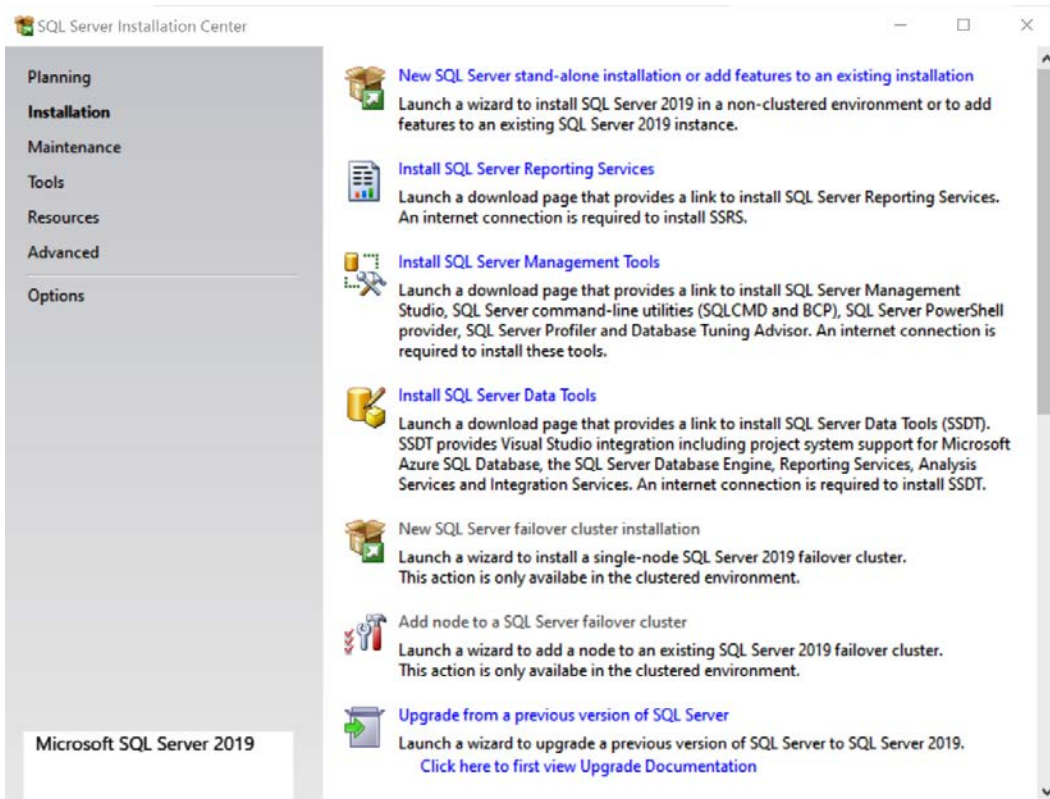 SQL Server Installation Center
Planning
Installation
Maintenance
Tools
Resources
Advanced
Options
Microsoft SQL Server 2019
New SQL Server stand-alone installation or add features to an existing installation
Launch a wizard to install SQL Server 2019 in a non-clustered environment or to add
features to an existing SQL Server 2019 instance.
Install SQL Server Reporting Services
Launch a download page that provides a link to install SQL Server Reporting Services.
An internet connection is required to install SSRS.
Install SQL Server Management Tools
Launch a download page that provides a link to install SQL Server Management
Studio, SQL Server command-line utilities (SQLCMD and BCP), SQL Server PowerShell
provider, SQL Server Profiler and Database Tuning Advisor. An internet connection is
required to install these tools.
Install SQL Server Data Tools
Launch a download page that provides a link to install SQL Server Data Tools (SSDT).
SSDT provides Visual Studio integration including project system support for Microsoft
Azure SQL Database, the SQL Server Database Engine, Reporting Services, Analysis
Services and Integration Services. An internet connection is required to install SSDT.
New SQL Server failover cluster installation
Launch a wizard to install a single-node SQL Server 2019 failover cluster.
This action is only availabe in the clustered environment.
Add node to a SQL Server failover cluster
Launch a wizard to add a node to an existing SQL Server 2019 failover cluster.
This action is only availabe in the clustered environment.
Upgrade from a previous version of SQL Server
Launch a wizard to upgrade a previous version of SQL Server to SQL Server 2019.
Click here to first view Upgrade Documentation